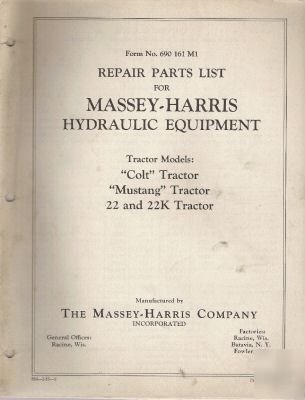 Form No. 690 161 M1
REPAIR PARTS LIST
FOR
MASSEY-HARRIS
HYDRAULIC EQUIPMENT
Tractor Models:
"Colt" Tractor
"Mustang" Tractor
22 and 22K Tractor
Manufactured by
THE MASSEY-HARRIS COMPANY
INCORPORATED
General Offices:
Racine, Wis.
Factories:
Racine, Wis.
Batavia, N. Y.
Fowler